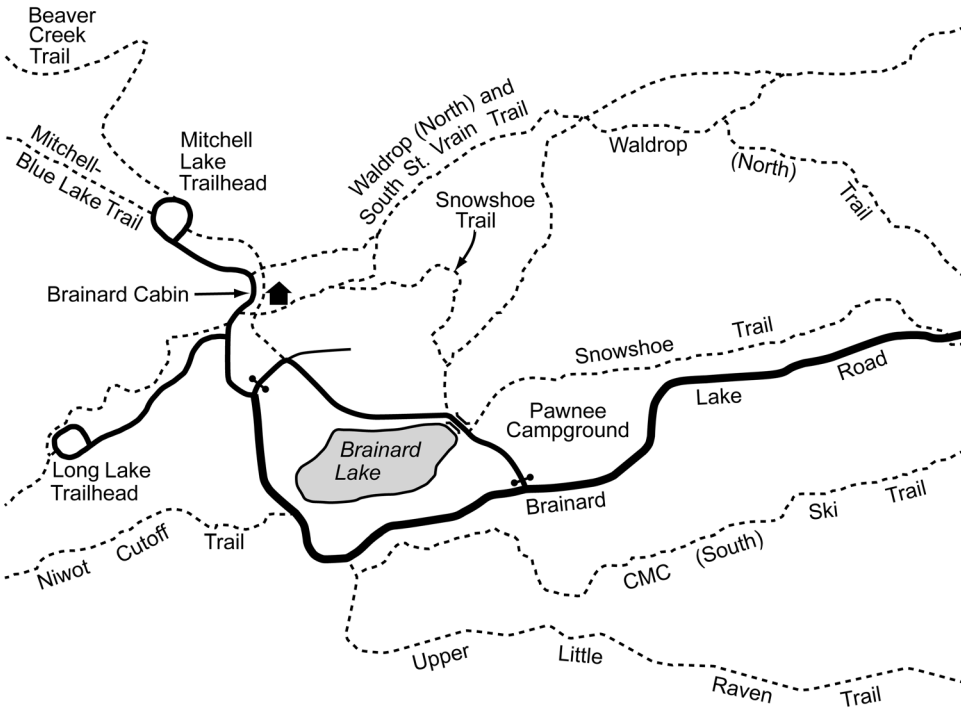 Beaver
Creek
Trail
Mitchell-
Blue Lake Trail
Mitchell
Lake
Trailhead
Waldrop (North) and
South St. Vrain Trail
Waldrop (North) Trail
Snowshoe
Trail
Brainard Cabin
Snowshoe Trail
Brainard Lake Road
Pawnee
Campground
Brainard
Lake
Long Lake
Trailhead
Niwot Cutoff Trail
CMC (South) Ski Trail
Upper Little Raven Trail